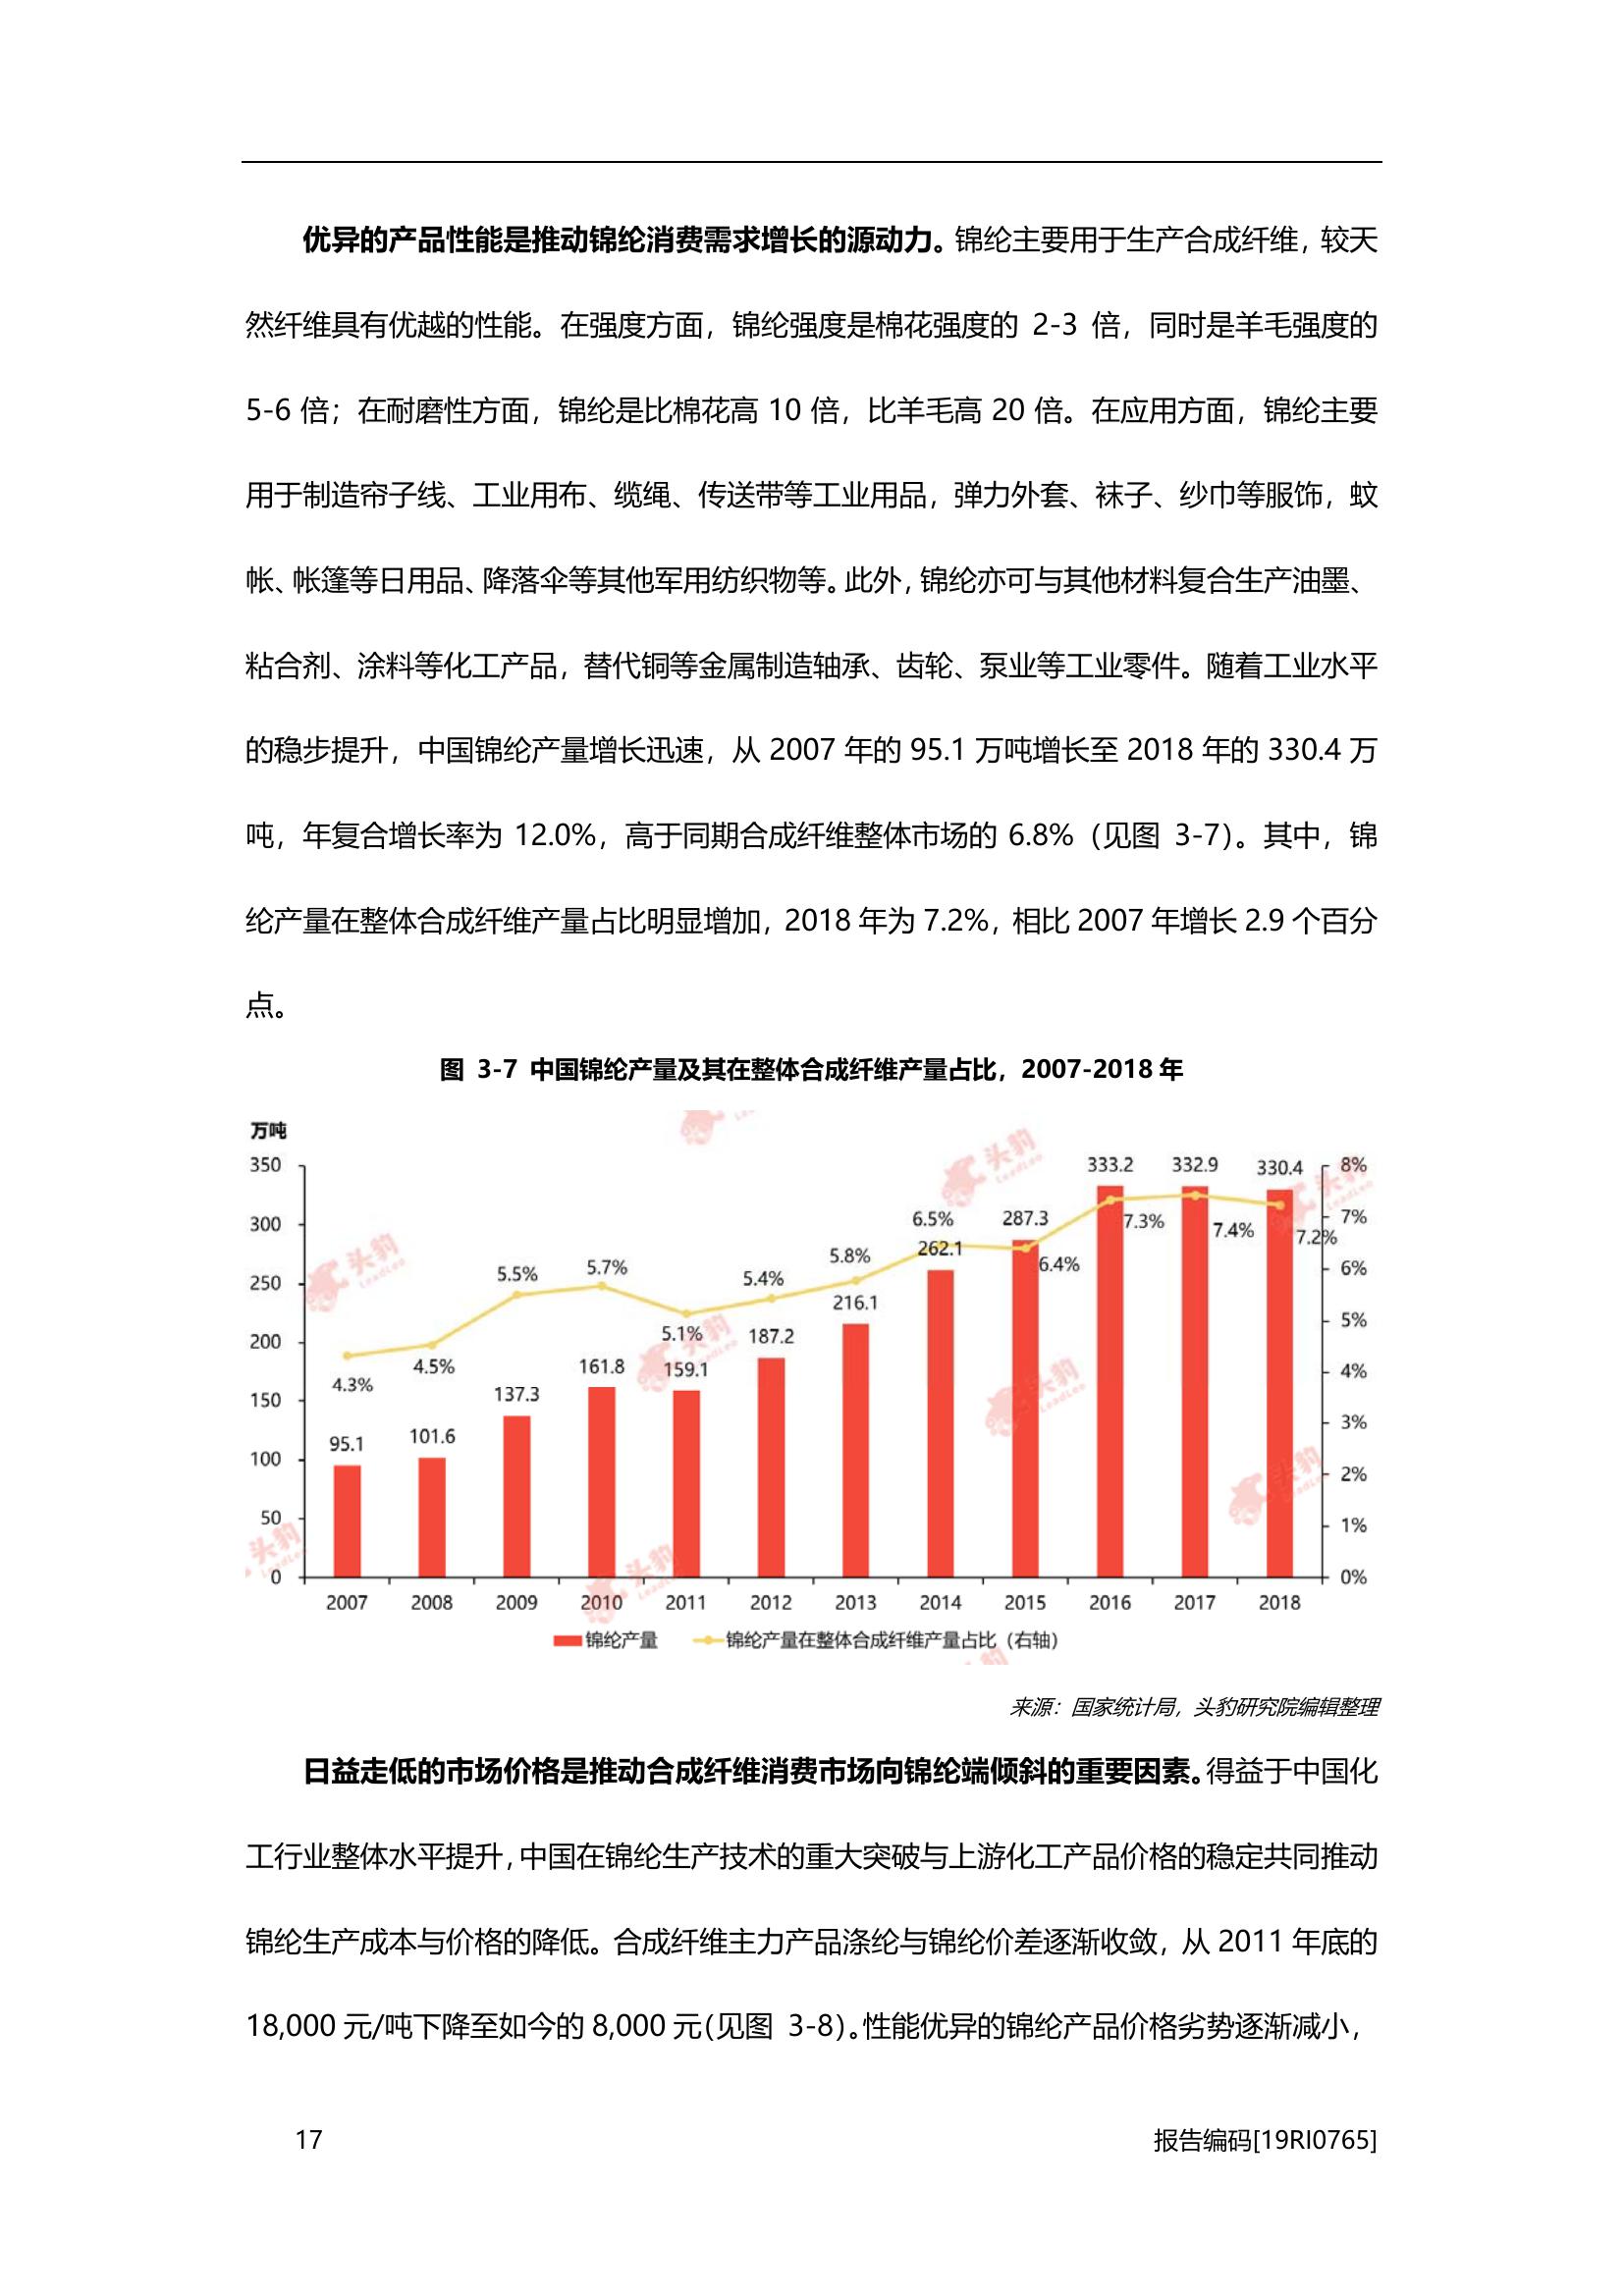 优异的产品性能是推动锦纶消费需求增长的源动力。锦纶主要用于生产合成纤维，较天
然纤维具有优越的性能。在强度方面，锦纶强度是棉花强度的 2-3 倍，同时是羊毛强度的
5-6 倍；在耐磨性方面，锦纶是比棉花高 10 倍，比羊毛高 20 倍。在应用方面，锦纶主要
用于制造帘子线、工业用布、缆绳、传送带等工业用品，弹力外套、袜子、纱巾等服饰，蚊
帐、帐篷等日用品、降落伞等其他军用纺织物等。此外，锦纶亦可与其他材料复合生产油墨、
粘合剂、涂料等化工产品，替代铜等金属制造轴承、齿轮、泵业等工业零件。随着工业水平
的稳步提升，中国锦纶产量增长迅速，从 2007 年的 95.1 万吨增长至 2018 年的 330.4 万
吨，年复合增长率为 12.0%，高于同期合成纤维整体市场的 6.8%（见图 3-7）。其中，锦
纶产量在整体合成纤维产量占比明显增加，2018 年为 7.2%，相比 2007 年增长 2.9 个百分
点。
图 3-7 中国锦纶产量及其在整体合成纤维产量占比，2007-2018 年
万吨
350 333.2 332.9 330.4 8%
300 6.5% 287.3 7.3% 7.4% 7.2% 7%
250 5.5% 5.7% 5.4% 5.8% 262.1 6.4% 6%
200 5.1% 187.2 216.1 5%
4.3% 4.5% 161.8 159.1 4%
150 137.3 3%
100 95.1 101.6 2%
50 1%
0 0%
2007 2008 2009 2010 2011 2012 2013 2014 2015 2016 2017 2018
锦纶产量 锦纶产量在整体合成纤维产量占比（右轴）
头豹 LeadLeo
头豹 LeadLeo
头豹 LeadLeo
头豹 LeadLeo
头豹 LeadLeo
头豹 LeadLeo
头豹 LeadLeo
头豹
来源：国家统计局，头豹研究院编辑整理
日益走低的市场价格是推动合成纤维消费市场向锦纶端倾斜的重要因素。得益于中国化
工行业整体水平提升，中国在锦纶生产技术的重大突破与上游化工产品价格的稳定共同推动
锦纶生产成本与价格的降低。合成纤维主力产品涤纶与锦纶价差逐渐收敛，从 2011 年底的
18,000 元/吨下降至如今的 8,000 元（见图 3-8）。性能优异的锦纶产品价格劣势逐渐减小，
17 报告编码[19RI0765]